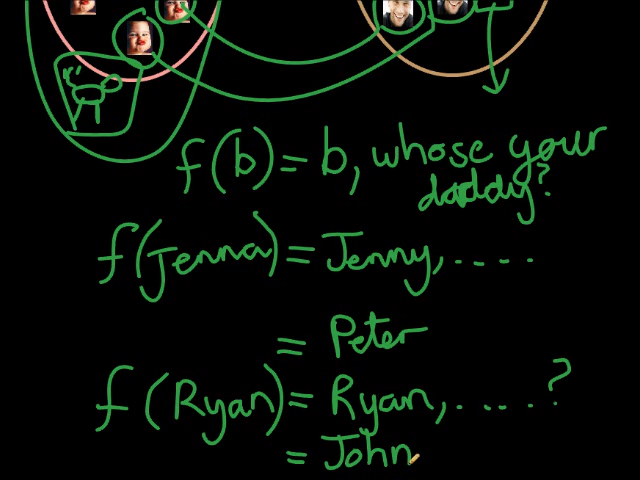 f(b) = b, whose your
daddy?
f(Jenna) = Jenny, . . . .
= Peter
f(Ryan) = Ryan, . . . . ?
= John